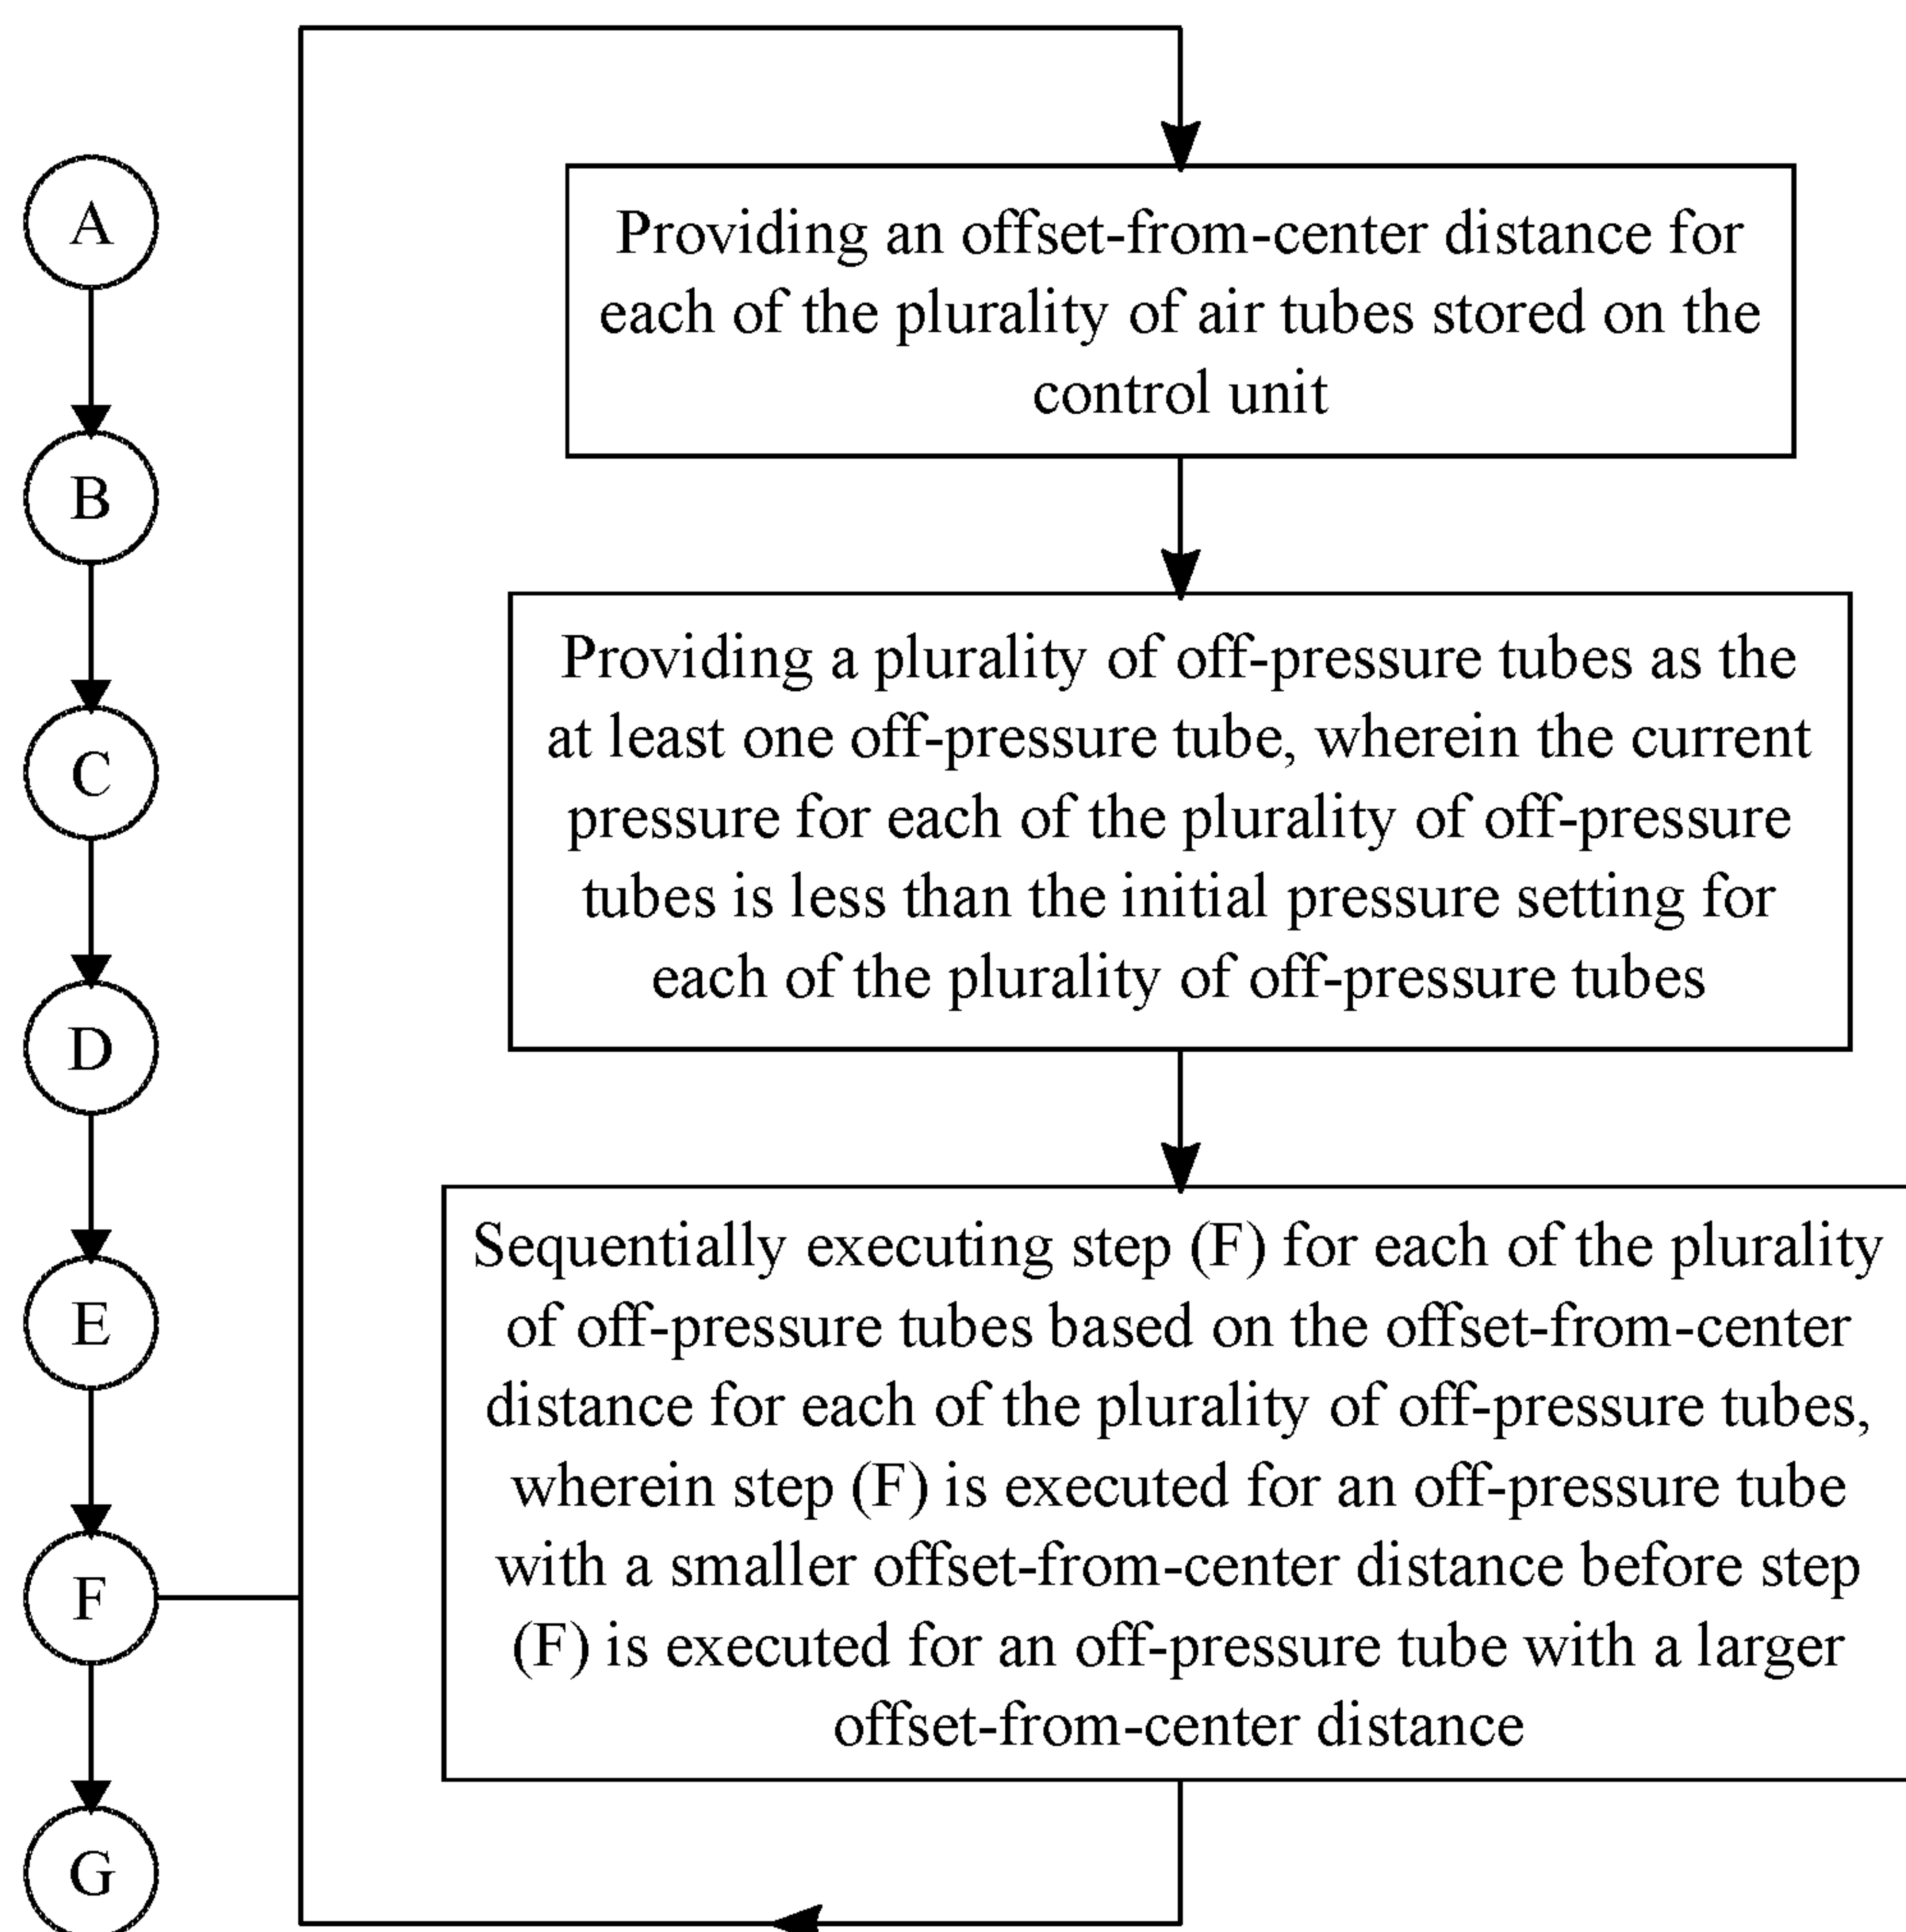 A
B
C
D
E
F
G
Providing an offset-from-center distance for
each of the plurality of air tubes stored on the
control unit
Providing a plurality of off-pressure tubes as the
at least one off-pressure tube, wherein the current
pressure for each of the plurality of off-pressure
tubes is less than the initial pressure setting for
each of the plurality of off-pressure tubes
Sequentially executing step (F) for each of the plurality
of off-pressure tubes based on the offset-from-center
distance for each of the plurality of off-pressure tubes,
wherein step (F) is executed for an off-pressure tube
with a smaller offset-from-center distance before step
(F) is executed for an off-pressure tube with a larger
offset-from-center distance